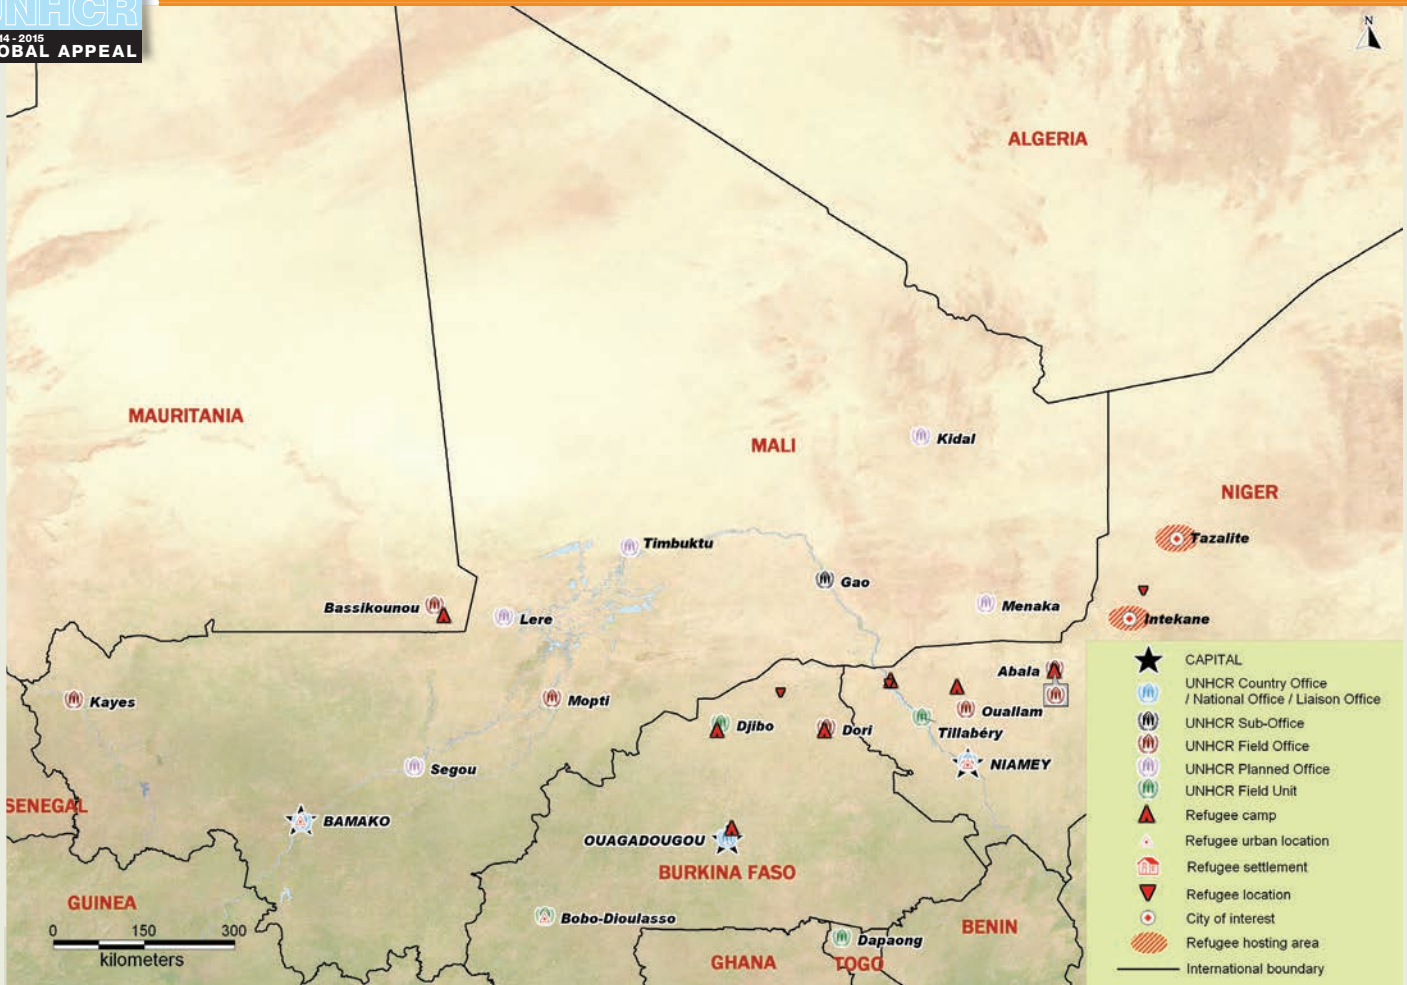 UNHCR
14 - 2015
OBAL APPEAL
N
ALGERIA
MAURITANIA
MALI
Kidal
NIGER
Tazalite
Timbuktu
Gao
Bassikounou
Lere
Menaka
Intekane
Kayes
Mopti
Abala
Ouallam
Djibo
Dori
Tillabéry
NIAMEY
Segou
SENEGAL
BAMAKO
OUAGADOUGOU
BURKINA FASO
GUINEA
Bobo-Dioulasso
Dapaong
BENIN
GHANA
TOGO
0 150 300
kilometers
CAPITAL
UNHCR Country Office
/ National Office / Liaison Office
UNHCR Sub-Office
UNHCR Field Office
UNHCR Planned Office
UNHCR Field Unit
Refugee camp
Refugee urban location
Refugee settlement
Refugee location
City of interest
Refugee hosting area
International boundary